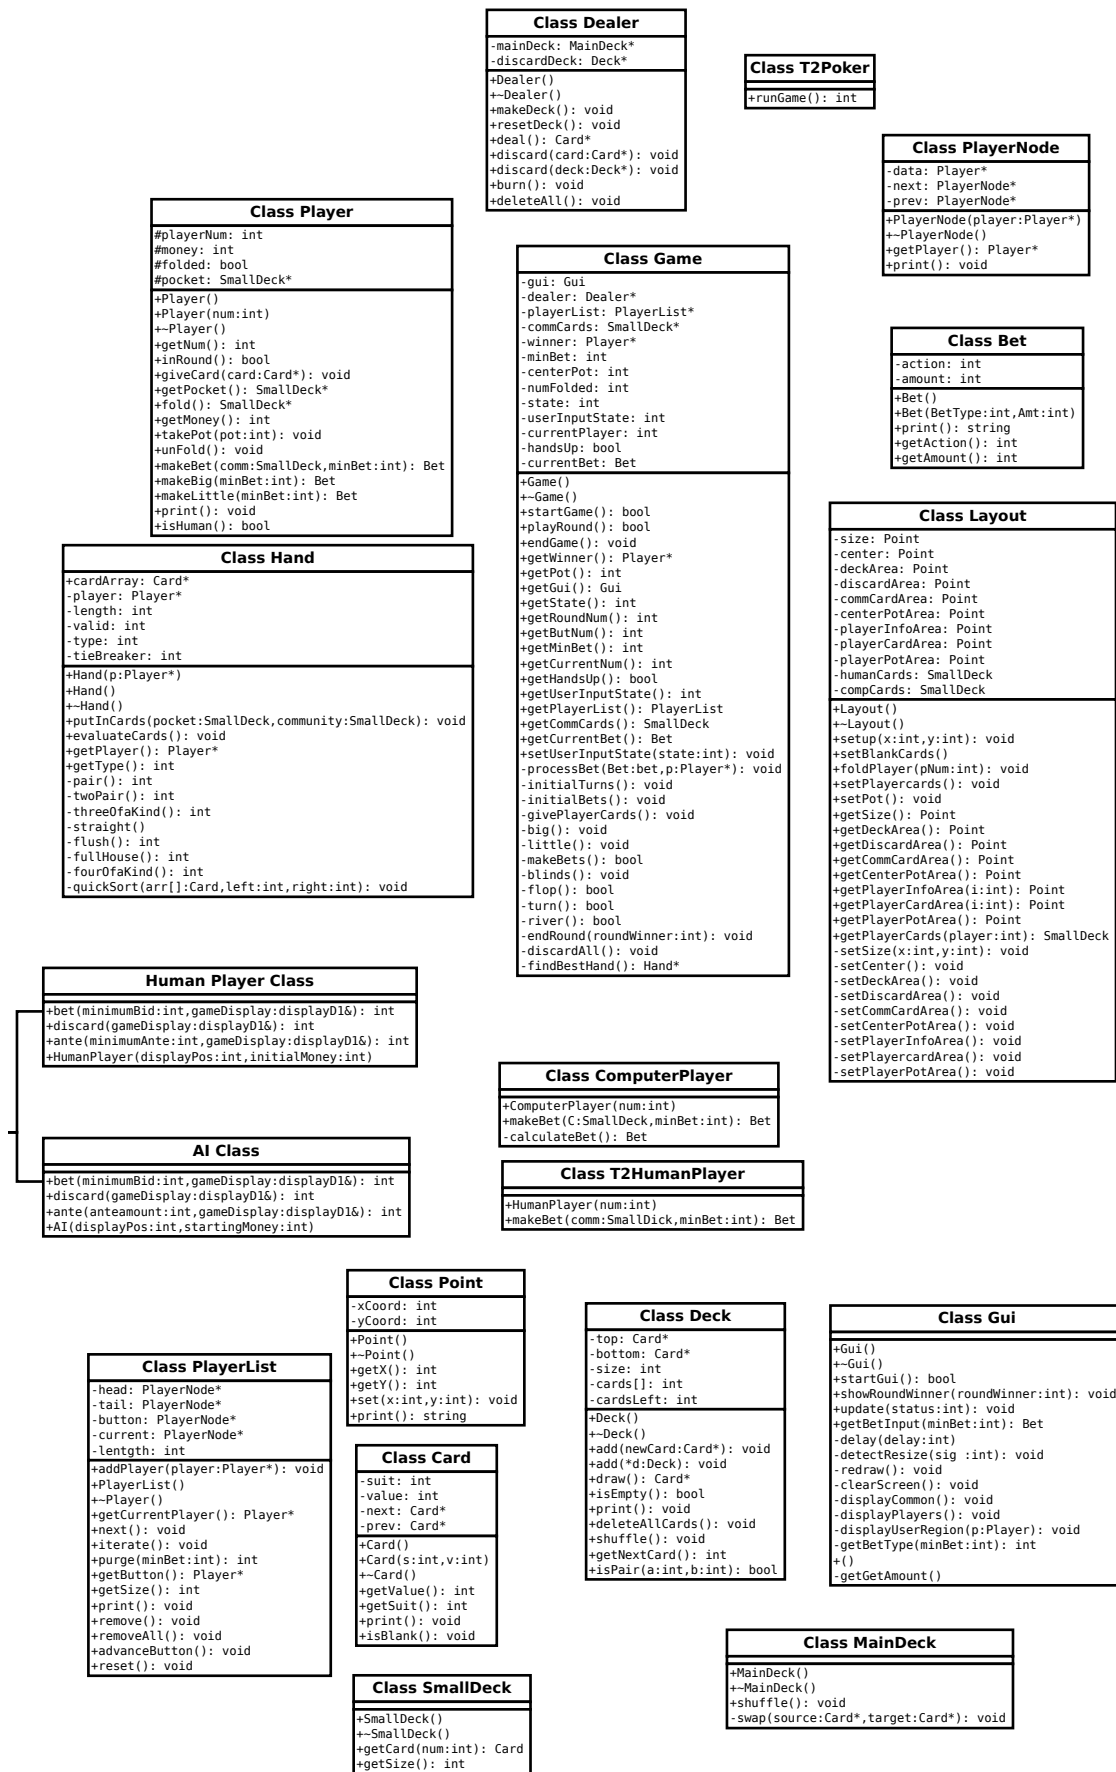 Class Dealer
-mainDeck: MainDeck*
-discardDeck: Deck*
+Dealer()
+~Dealer()
+makeDeck(): void
+resetDeck(): void
+deal(): Card*
+discard(card:Card*): void
+discard(deck:Deck*): void
+burn(): void
+deleteAll(): void
Class T2Poker
+runGame(): int
Class PlayerNode
-data: Player*
-next: PlayerNode*
-prev: PlayerNode*
+PlayerNode(player:Player*)
+~PlayerNode()
+getPlayer(): Player*
+print(): void
Class Player
#playerNum: int
#money: int
#folded: bool
#pocket: SmallDeck*
+Player()
+Player(num:int)
+~Player()
+getNum(): int
+inRound(): bool
+giveCard(card:Card*): void
+getPocket(): SmallDeck*
+fold(): SmallDeck*
+getMoney(): int
+takePot(pot:int): void
+unFold(): void
+makeBet(comm:SmallDeck,minBet:int): Bet
+makeBig(minBet:int): Bet
+makeLittle(minBet:int): Bet
+print(): void
+isHuman(): bool
Class Game
-gui: Gui
-dealer: Dealer*
-playerList: PlayerList*
-commCards: SmallDeck*
-winner: Player*
-minBet: int
-centerPot: int
-numFolded: int
-state: int
-userInputState: int
-currentPlayer: int
-handsUp: bool
-currentBet: Bet
+Game()
+~Game()
+startGame(): bool
+playRound(): bool
+endGame(): void
+getWinner(): Player*
+getPot(): int
+getGui(): Gui
+getState(): int
+getRoundNum(): int
+getButNum(): int
+getMinBet(): int
+getCurrentNum(): int
+getHandsUp(): bool
+getUserInputState(): int
+getPlayerList(): PlayerList
+getCommCards(): SmallDeck
+getCurrentBet(): Bet
+setUserInputState(state:int): void
-processBet(Bet:bet,p:Player*): void
-initialTurns(): void
-initialBets(): void
-givePlayerCards(): void
-big(): void
-little(): void
-makeBets(): bool
-blinds(): void
-flop(): bool
-turn(): bool
-river(): bool
-endRound(roundWinner:int): void
-discardAll(): void
-findBestHand(): Hand*
Class Bet
-action: int
-amount: int
+Bet()
+Bet(BetType:int,Amt:int)
+print(): string
+getAction(): int
+getAmount(): int
Class Layout
-size: Point
-center: Point
-deckArea: Point
-discardArea: Point
-commCardArea: Point
-centerPotArea: Point
-playerInfoArea: Point
-playerCardArea: Point
-playerPotArea: Point
-humanCards: SmallDeck
-compCards: SmallDeck
+Layout()
+~Layout()
+setup(x:int,y:int): void
+setBlankCards()
+foldPlayer(pNum:int): void
+setPlayercards(): void
+setPot(): void
+getSize(): Point
+getDeckArea(): Point
+getDiscardArea(): Point
+getCommCardArea(): Point
+getCenterPotArea(): Point
+getPlayerInfoArea(i:int): Point
+getPlayerCardArea(i:int): Point
+getPlayerPotArea(): Point
+getPlayerCards(player:int): SmallDeck
-setSize(x:int,y:int): void
-setCenter(): void
-setDeckArea(): void
-setDiscardArea(): void
-setCommCardArea(): void
-setCenterPotArea(): void
-setPlayerInfoArea(): void
-setPlayercardArea(): void
-setPlayerPotArea(): void
Class Hand
+cardArray: Card*
-player: Player*
-length: int
-valid: int
-type: int
-tieBreaker: int
+Hand(p:Player*)
+Hand()
+~Hand()
+putInCards(pocket:SmallDeck,community:SmallDeck): void
+evaluateCards(): void
+getPlayer(): Player*
+getType(): int
-pair(): int
-twoPair(): int
-threeOfaKind(): int
-straight()
-flush(): int
-fullHouse(): int
-fourOfaKind(): int
-quickSort(arr[]:Card,left:int,right:int): void
Human Player Class
+bet(minimumBid:int,gameDisplay:displayD1&): int
+discard(gameDisplay:displayD1&): int
+ante(minimumAnte:int,gameDisplay:displayD1&): int
+HumanPlayer(displayPos:int,initialMoney:int)
Class ComputerPlayer
+ComputerPlayer(num:int)
+makeBet(C:SmallDeck,minBet:int): Bet
-calculateBet(): Bet
AI Class
+bet(minimumBid:int,gameDisplay:displayD1&): int
+discard(gameDisplay:displayD1&): int
+ante(anteamount:int,gameDisplay:displayD1&): int
+AI(displayPos:int,startingMoney:int)
Class T2HumanPlayer
+HumanPlayer(num:int)
+makeBet(comm:SmallDick,minBet:int): Bet
Class Point
-xCoord: int
-yCoord: int
+Point()
+~Point()
+getX(): int
+getY(): int
+set(x:int,y:int): void
+print(): string
Class Deck
-top: Card*
-bottom: Card*
-size: int
-cards[]: int
-cardsLeft: int
+Deck()
+~Deck()
+add(newCard:Card*): void
+add(*d:Deck): void
+draw(): Card*
+isEmpty(): bool
+print(): void
+deleteAllCards(): void
+shuffle(): void
+getNextCard(): int
+isPair(a:int,b:int): bool
Class Gui
+Gui()
+~Gui()
+startGui(): bool
+showRoundWinner(roundWinner:int): void
+update(status:int): void
+getBetInput(minBet:int): Bet
-delay(delay:int)
-detectResize(sig :int): void
-redraw(): void
-clearScreen(): void
-displayCommon(): void
-displayPlayers(): void
-displayUserRegion(p:Player): void
-getBetType(minBet:int): int
+()
-getGetAmount()
Class PlayerList
-head: PlayerNode*
-tail: PlayerNode*
-button: PlayerNode*
-current: PlayerNode*
-lentgth: int
+addPlayer(player:Player*): void
+PlayerList()
+~Player()
+getCurrentPlayer(): Player*
+next(): void
+iterate(): void
+purge(minBet:int): int
+getButton(): Player*
+getSize(): int
+print(): void
+remove(): void
+removeAll(): void
+advanceButton(): void
+reset(): void
Class Card
-suit: int
-value: int
-next: Card*
-prev: Card*
+Card()
+Card(s:int,v:int)
+~Card()
+getValue(): int
+getSuit(): int
+print(): void
+isBlank(): void
Class MainDeck
+MainDeck()
+~MainDeck()
+shuffle(): void
-swap(source:Card*,target:Card*): void
Class SmallDeck
+SmallDeck()
+~SmallDeck()
+getCard(num:int): Card
+getSize(): int